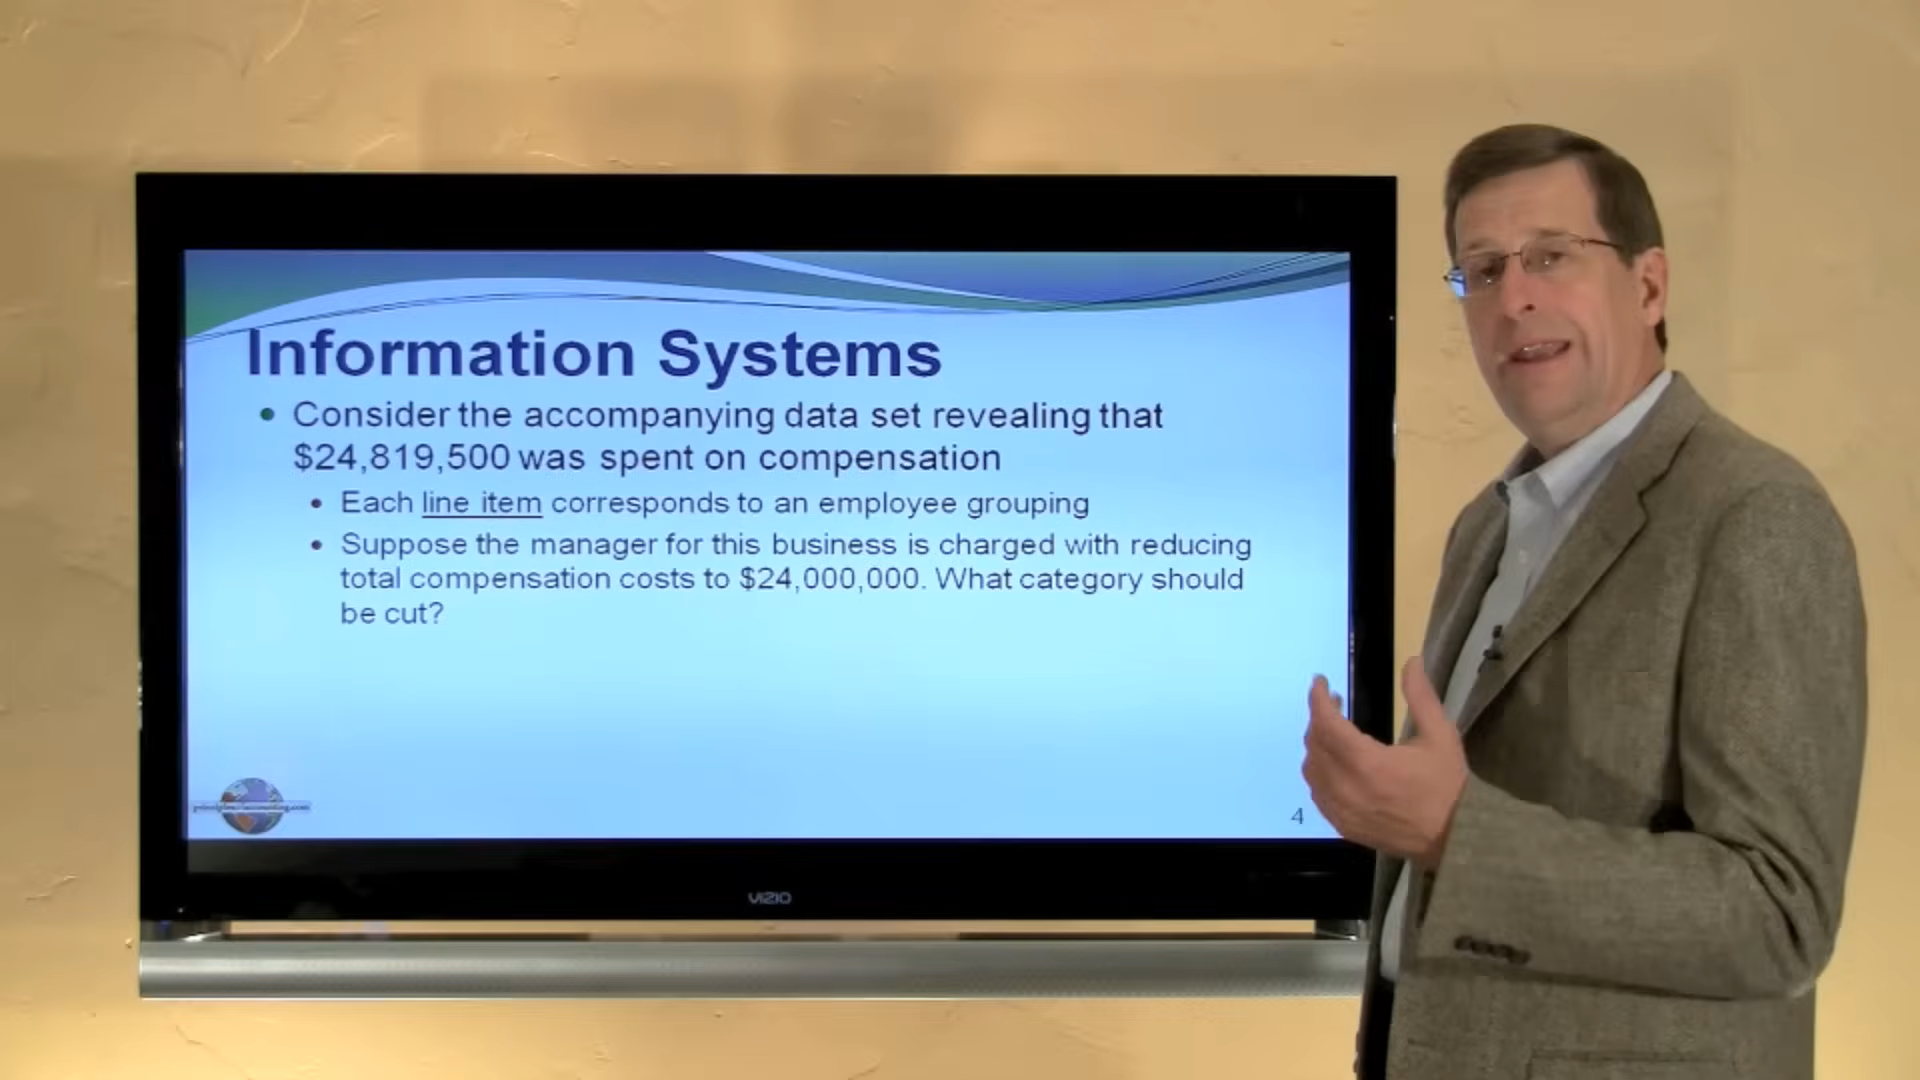 Information Systems
Consider the accompanying data set revealing that
$24,819,500 was spent on compensation
Each line item corresponds to an employee grouping
Suppose the manager for this business is charged with reducing
total compensation costs to $24,000,000. What category should
be cut?
principlesofaccounting.com
4
VIZIO